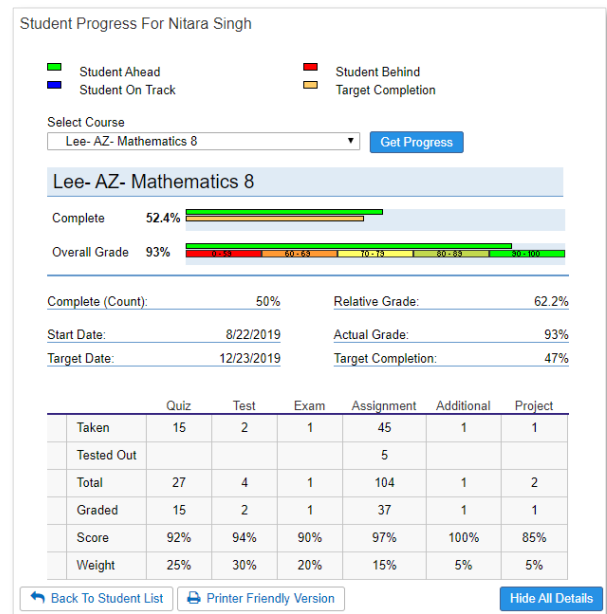 Student Progress For Nitara Singh
Student Ahead Student Behind
Student On Track Target Completion
Select Course
Lee- AZ- Mathematics 8 Get Progress
Lee- AZ- Mathematics 8
Complete 52.4%
Overall Grade 93% 0 - 59 60 - 69 70 - 79 80 - 89 90 - 100
Complete (Count): 50% Relative Grade: 62.2%
Start Date: 8/22/2019 Actual Grade: 93%
Target Date: 12/23/2019 Target Completion: 47%
Quiz Test Exam Assignment Additional Project
Taken 15 2 1 45 1 1
Tested Out 5
Total 27 4 1 104 1 2
Graded 15 2 1 37 1 1
Score 92% 94% 90% 97% 100% 85%
Weight 25% 30% 20% 15% 5% 5%
Back To Student List Printer Friendly Version Hide All Details